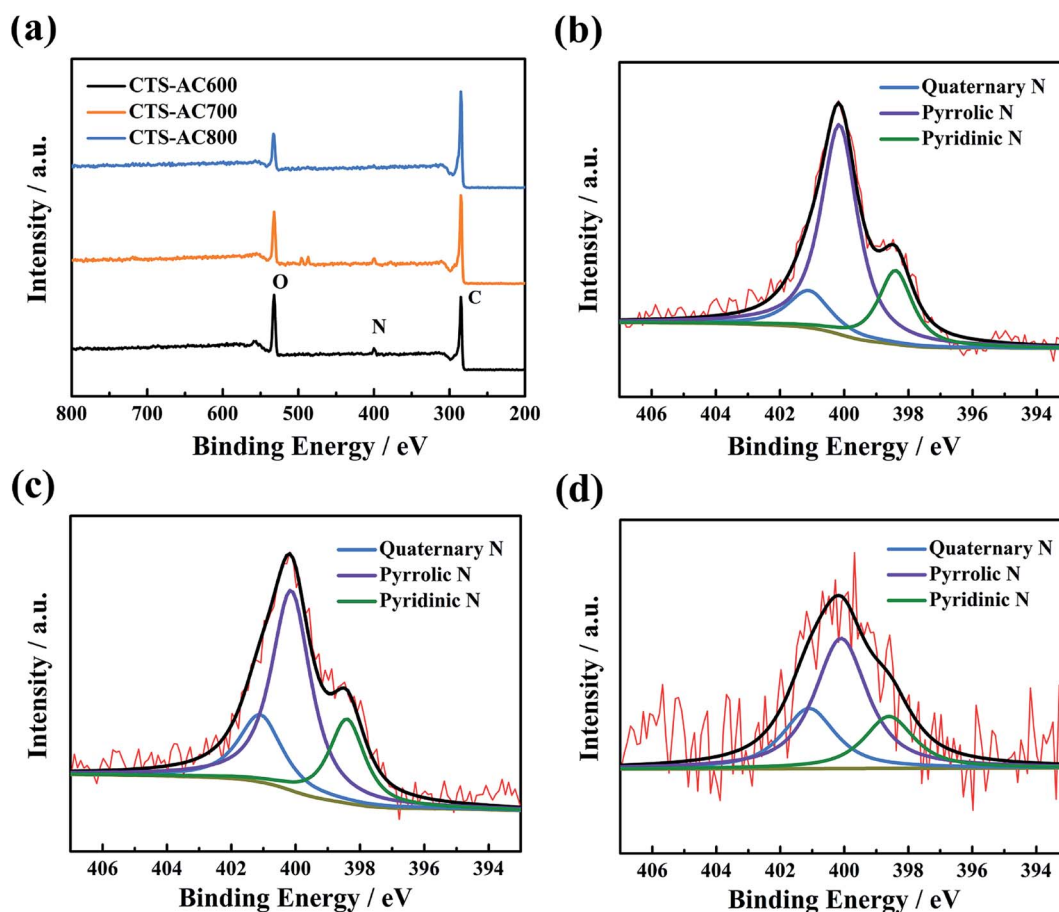 (a)
CTS-AC600
CTS-AC700
CTS-AC800
O
N
C
Intensity / a.u.
800 700 600 500 400 300 200
Binding Energy / eV
(b)
Quaternary N
Pyrrolic N
Pyridinic N
Intensity / a.u.
406 404 402 400 398 396 394
Binding Energy / eV
(c)
Quaternary N
Pyrrolic N
Pyridinic N
Intensity / a.u.
406 404 402 400 398 396 394
Binding Energy / eV
(d)
Quaternary N
Pyrrolic N
Pyridinic N
Intensity / a.u.
406 404 402 400 398 396 394
Binding Energy / eV